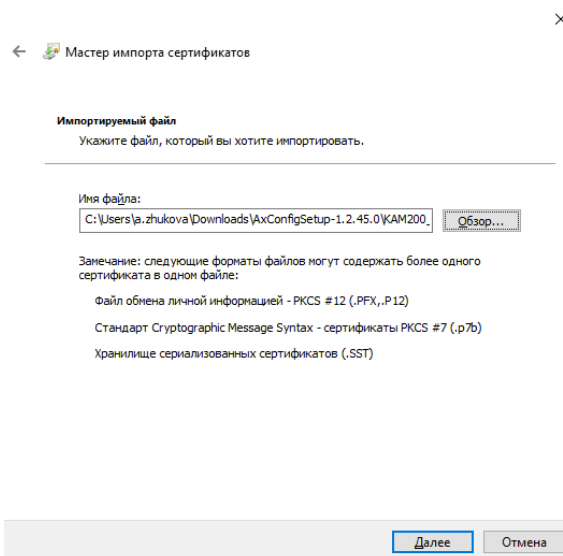 Мастер импорта сертификатов
Импортируемый файл
Укажите файл, который вы хотите импортировать.
Имя файла:
C:\Users\a.zhukova\Downloads\AxConfigSetup-1.2.45.0\KAM200_
Обзор...
Замечание: следующие форматы файлов могут содержать более одного
сертификата в одном файле:
Файл обмена личной информацией - PKCS #12 (.PFX,.P12)
Стандарт Cryptographic Message Syntax - сертификаты PKCS #7 (.p7b)
Хранилище сериализованных сертификатов (.SST)
Далее
Отмена